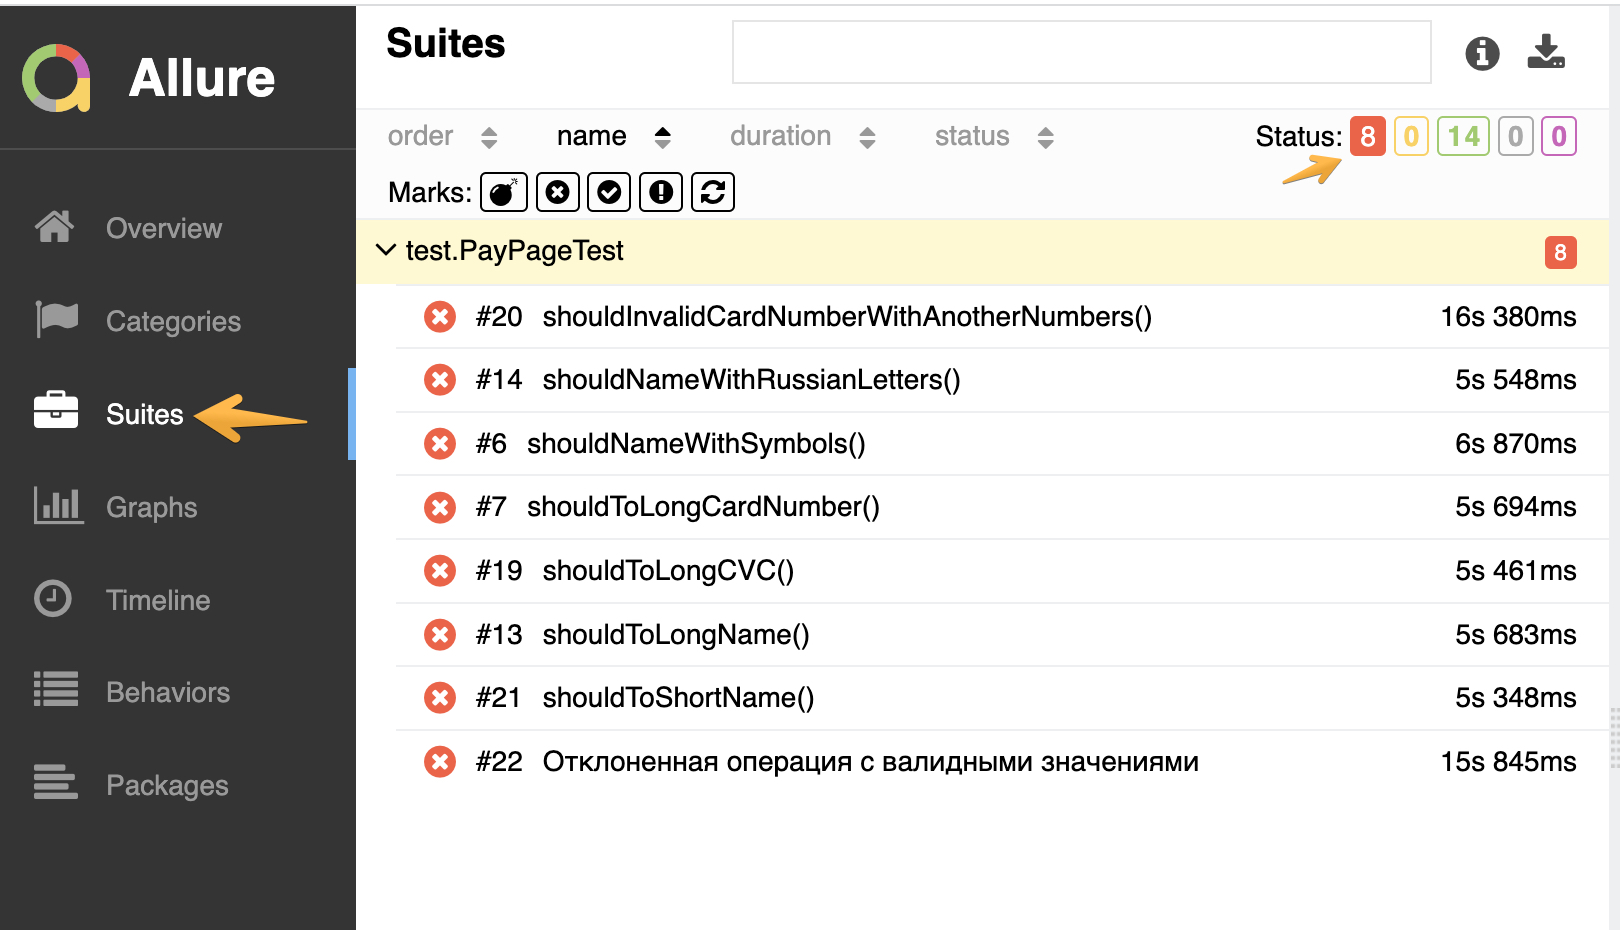 Allure
Overview
Categories
Suites
Graphs
Timeline
Behaviors
Packages
Suites
order name duration status Status: 8 0 14 0 0
Marks:
test.PayPageTest 8
#20 shouldInvalidCardNumberWithAnotherNumbers() 16s 380ms
#14 shouldNameWithRussianLetters() 5s 548ms
#6 shouldNameWithSymbols() 6s 870ms
#7 shouldToLongCardNumber() 5s 694ms
#19 shouldToLongCVC() 5s 461ms
#13 shouldToLongName() 5s 683ms
#21 shouldToShortName() 5s 348ms
#22 Отклоненная операция с валидными значениями 15s 845ms